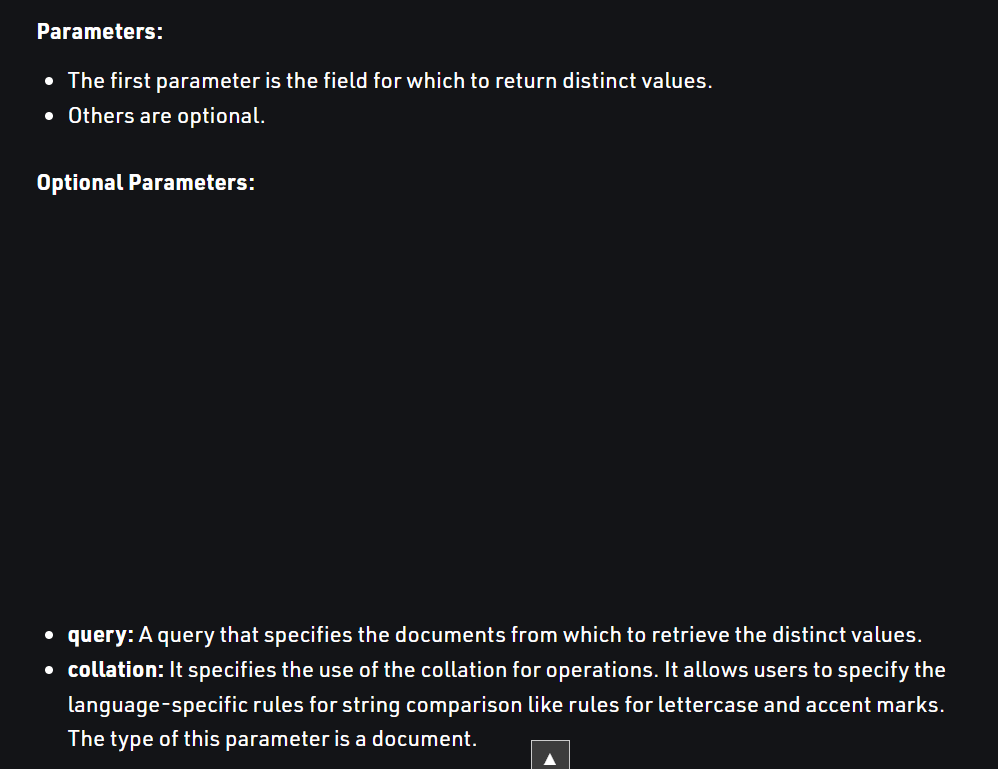 Parameters:
The first parameter is the field for which to return distinct values.
Others are optional.
Optional Parameters:
query: A query that specifies the documents from which to retrieve the distinct values.
collation: It specifies the use of the collation for operations. It allows users to specify the
language-specific rules for string comparison like rules for lettercase and accent marks.
The type of this parameter is a document.